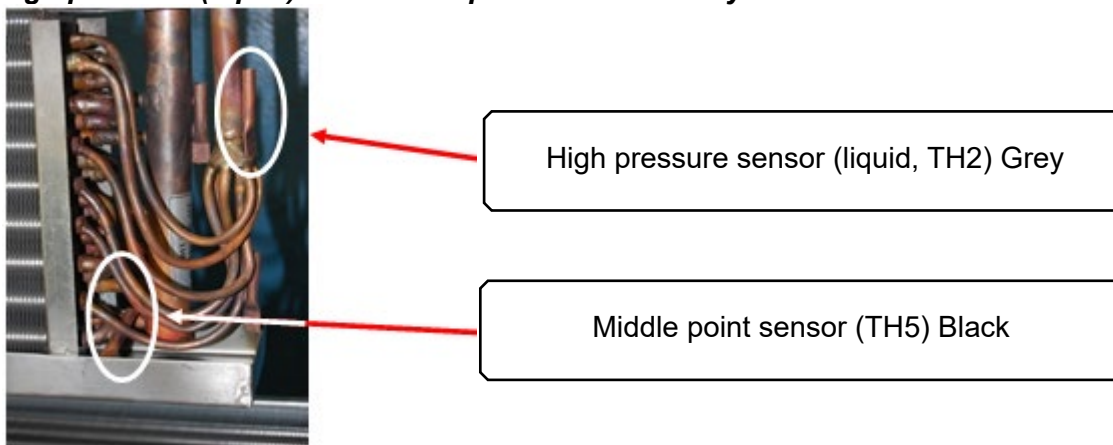 High pressure sensor (liquid, TH2) Grey
Middle point sensor (TH5) Black